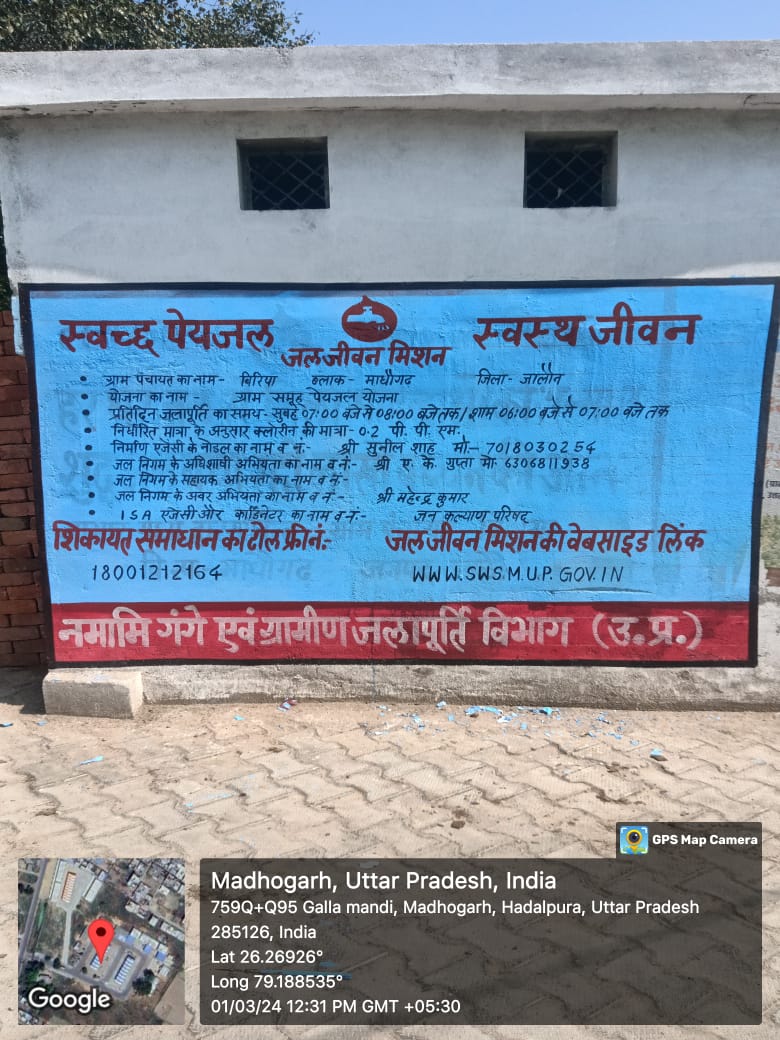 स्वच्छ पेयजल
स्वस्थ जीवन
जल जीवन मिशन
ग्राम पंचायत का नाम- बिरिया ब्लाक- माधौगढ़ जिला- जालौन
योजना का नाम- ग्राम समूह पेयजल योजना
प्रतिदिन जलापूर्ति का समय- सुबह 07:00 बजे से 08:00 बजे तक/शाम 06:00 बजे से 07:00 बजे तक
निर्धारित मात्रा के अनुसार क्लोरीन की मात्रा- 0.2 पी. पी. एम.
निर्माण एजेंसी के नोडल का नाम व नं:- श्री सुनील शाहू मो.- 7018030254
जल निगम के अधिशाषी अभियंता का नाम व नं:- श्री ए. के. गुप्ता मो. 6306811938
जल निगम के सहायक अभियंता का नाम व नं:-
जल निगम के अवर अभियंता का नाम व नं:- श्री महेन्द्र कुमार
ISA एजेंसी और कार्डिनेटर का नाम व नं:- जन कल्याण परिषद्
शिकायत समाधान का टोल फ्री नं:-
जल जीवन मिशन की वेबसाइड लिंक
18001212164
WWW.SWSM.UP.GOV.IN
नमामि गंगे एवं ग्रामीण जलापूर्ति विभाग (उ.प्र.)
GPS Map Camera
Madhogarh, Uttar Pradesh, India
759Q+Q95 Galla mandi, Madhogarh, Hadalpura, Uttar Pradesh
285126, India
Lat 26.26926°
Long 79.188535°
01/03/24 12:31 PM GMT +05:30
Google